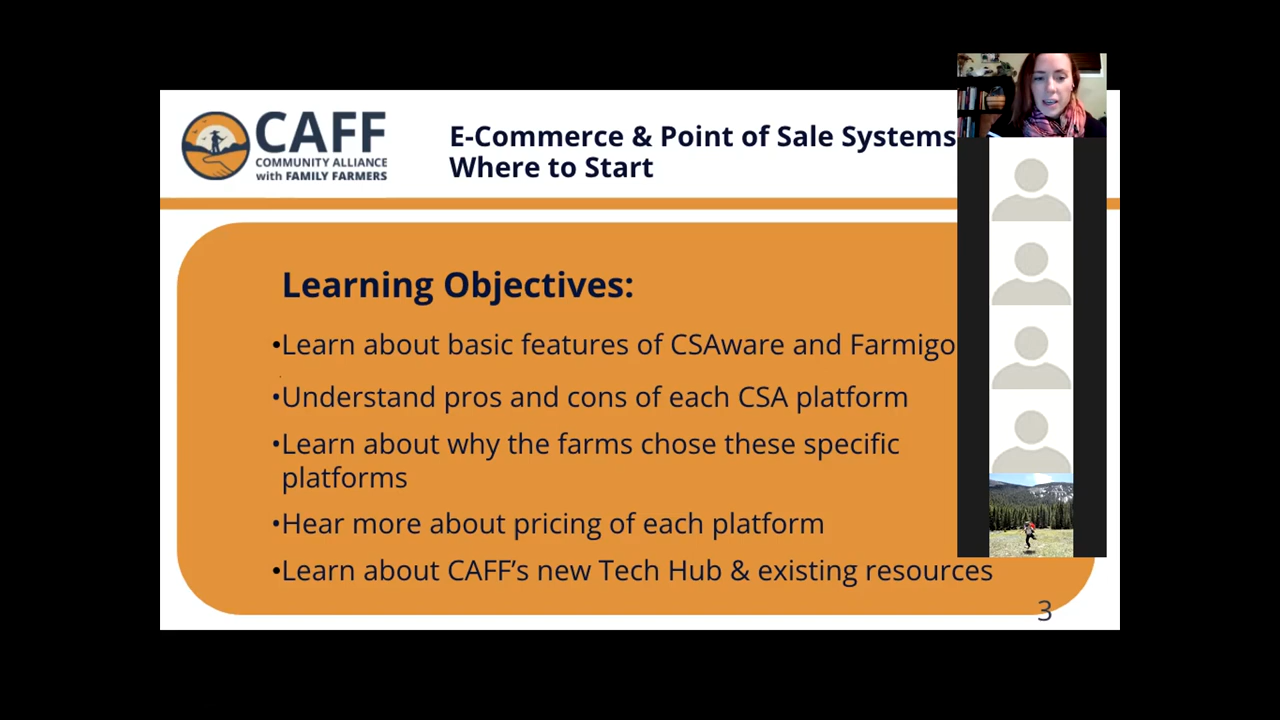 CAFF
COMMUNITY ALLIANCE
with FAMILY FARMERS
E-Commerce & Point of Sale Systems
Where to Start
Learning Objectives:
•Learn about basic features of CSAware and Farmigo
•Understand pros and cons of each CSA platform
•Learn about why the farms chose these specific
platforms
•Hear more about pricing of each platform
•Learn about CAFF’s new Tech Hub & existing resources
3